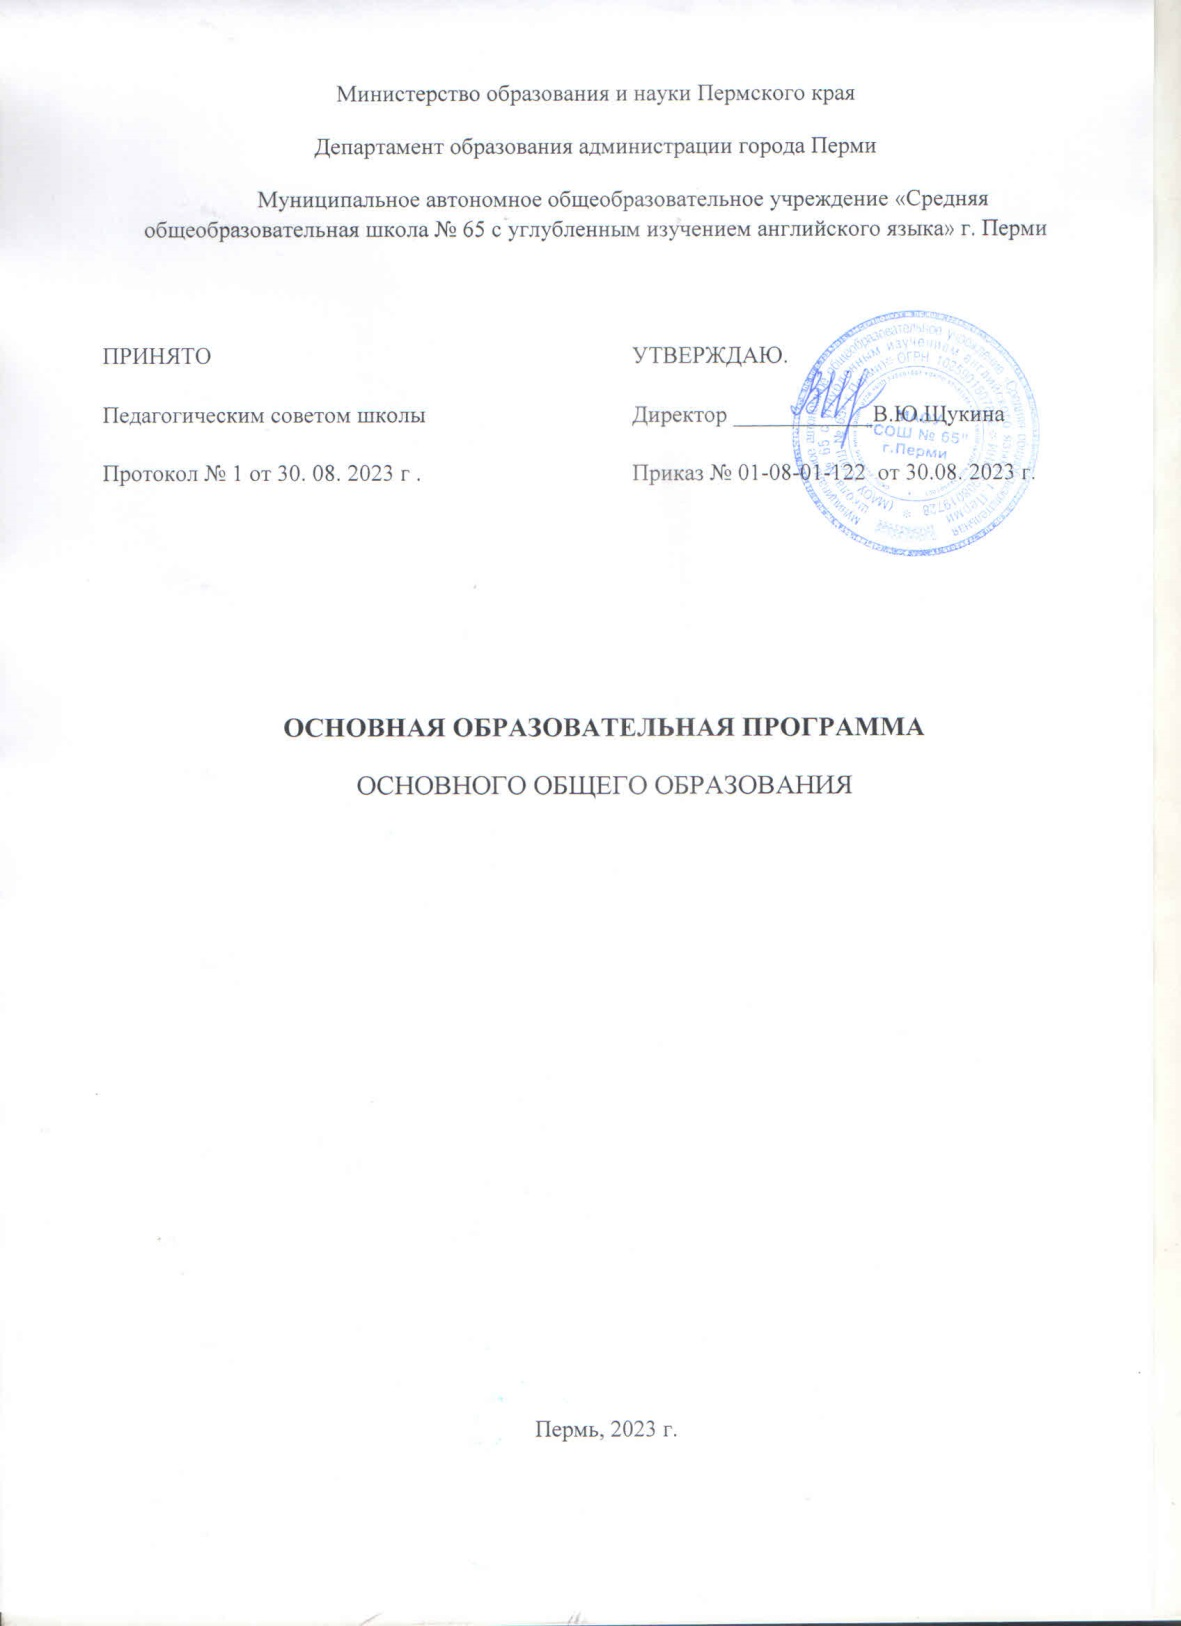 Министерство образования и науки Пермского края
Департамент образования администрации города Перми
Муниципальное автономное общеобразовательное учреждение «Средняя
общеобразовательная школа № 65 с углубленным изучением английского языка» г. Перми
ПРИНЯТО
УТВЕРЖДАЮ.
Педагогическим советом школы
Директор ____________В.Ю.Щукина
Протокол № 1 от 30. 08. 2023 г .
Приказ № 01-08-01-122 от 30.08. 2023 г.
"СОШ № 65"
г.Перми
ОСНОВНАЯ ОБРАЗОВАТЕЛЬНАЯ ПРОГРАММА
ОСНОВНОГО ОБЩЕГО ОБРАЗОВАНИЯ
Пермь, 2023 г.